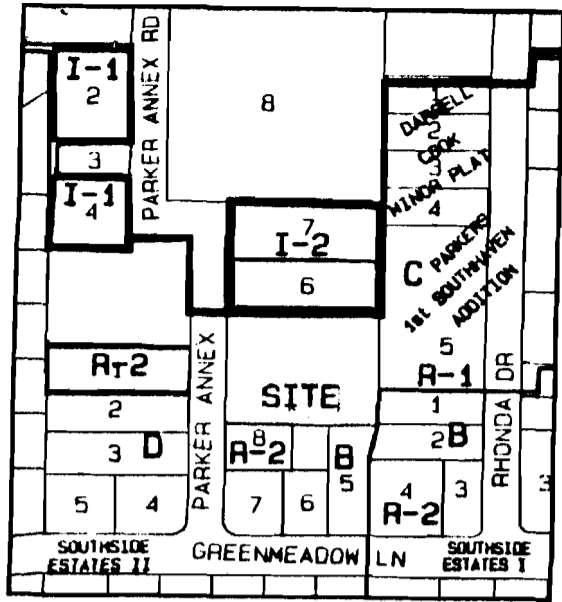 I-1
2
PARKER ANNEX RD
8
3
I-1
4
7
I-2
6
1
DARRELL
2
COOK
3
MINOR PLAT
4
C PARKERS
1st SOUTHHAVEN
ADDITION
5
R-1
RHONDA DR
Rr2
2
3 D
5
4
PARKER ANNEX
SITE
8
R-2
B
7
6
5
1
2 B
4
3
R-2
3
SOUTHSIDE
ESTATES II
GREENMEADOW LN
SOUTHSIDE
ESTATES I